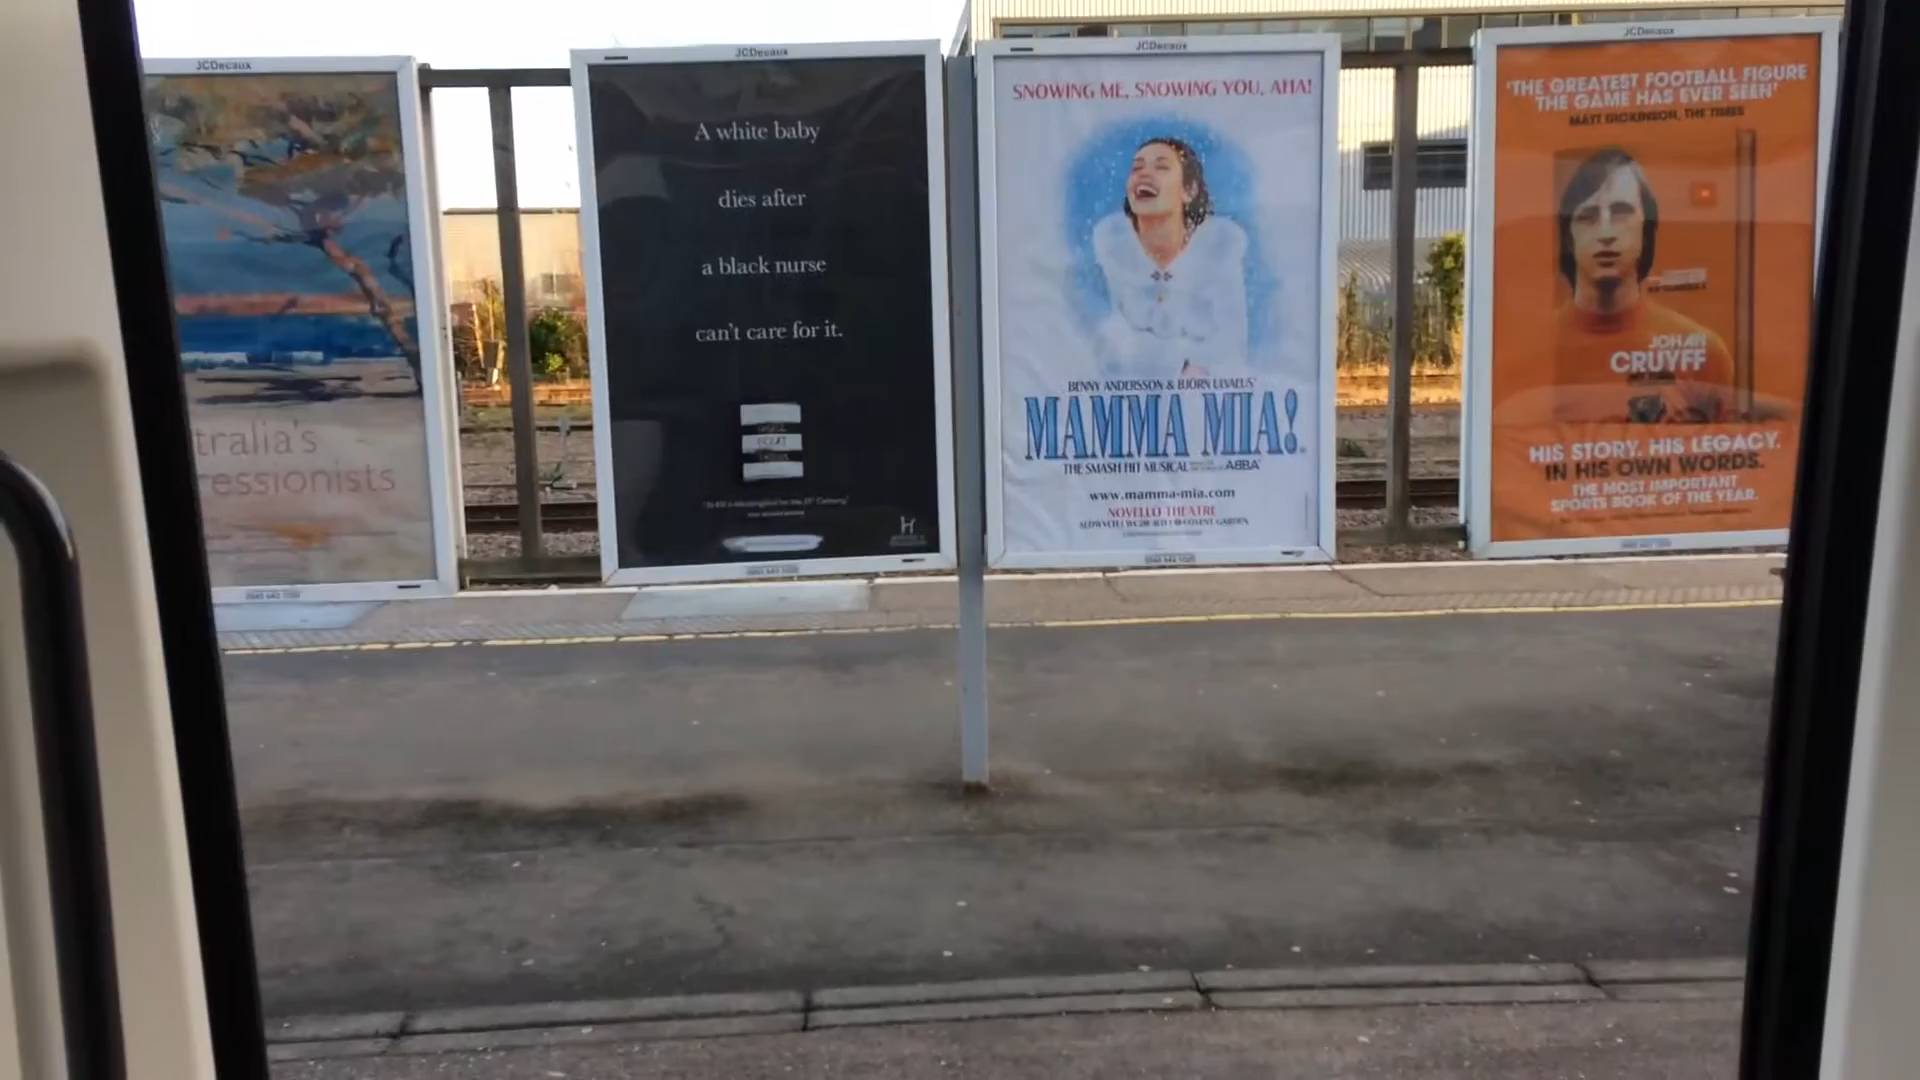 JCDecaux
tralia's
ressionists
JCDecaux
A white baby
dies after
a black nurse
can't care for it.
GREAT
H
JCDecaux
SNOWING ME, SNOWING YOU, AHA!
BENNY ANDERSSON & BJÖRN ULVAEUS'
MAMMA MIA!
THE SMASH HIT MUSICAL
ABBA
www.mamma-mia.com
NOVELLO THEATRE
COVENT GARDEN
JCDecaux
'THE GREATEST FOOTBALL FIGURE
THE GAME HAS EVER SEEN'
MATT DICKINSON, THE TIMES
JOHAN
CRUYFF
HIS STORY. HIS LEGACY.
IN HIS OWN WORDS.
THE MOST IMPORTANT
SPORTS BOOK OF THE YEAR.